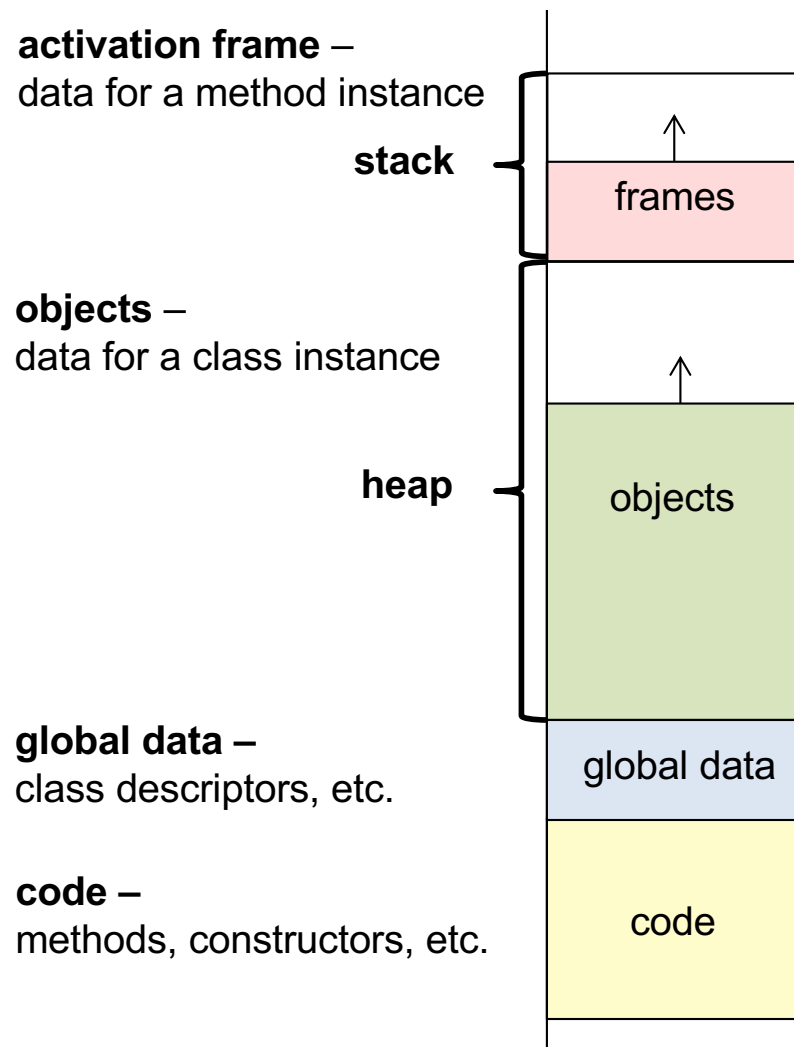 activation frame –
data for a method instance
stack
frames
objects –
data for a class instance
heap
objects
global data –
class descriptors, etc.
global data
code –
methods, constructors, etc.
code